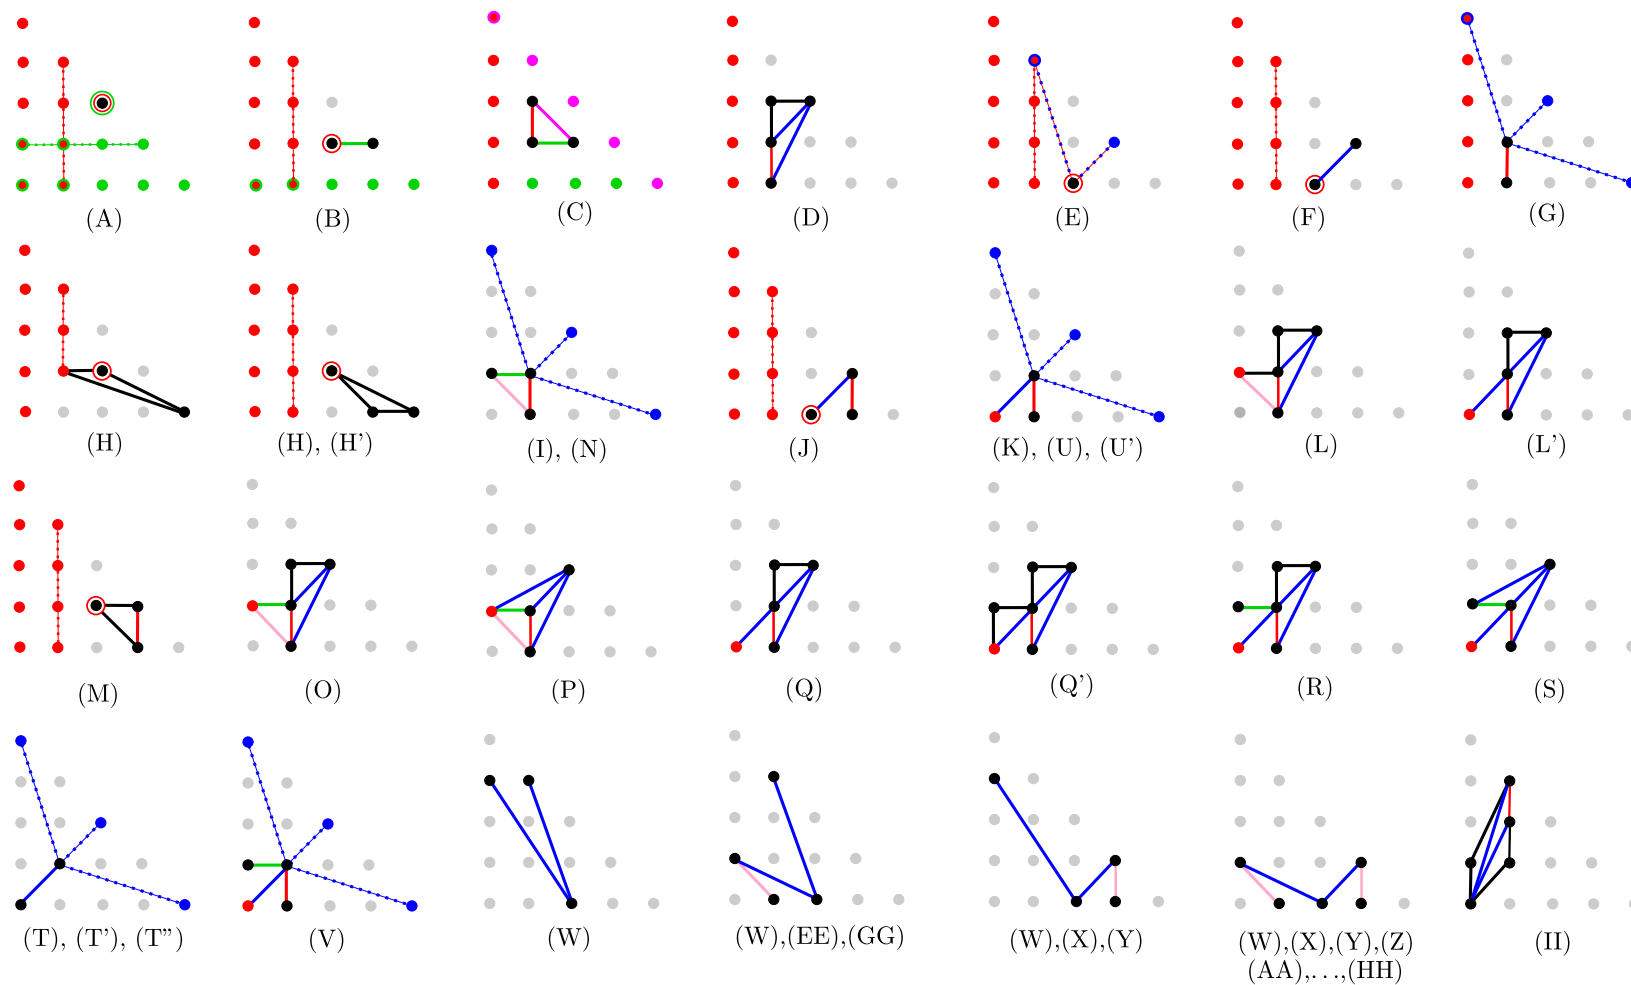 (A)
(B)
(C)
(D)
(E)
(F)
(G)
(H)
(H), (H')
(I), (N)
(J)
(K), (U), (U')
(L)
(L')
(M)
(O)
(P)
(Q)
(Q')
(R)
(S)
(T), (T'), (T")
(V)
(W)
(W),(EE),(GG)
(W),(X),(Y)
(W),(X),(Y),(Z)
(AA),...,(HH)
(II)